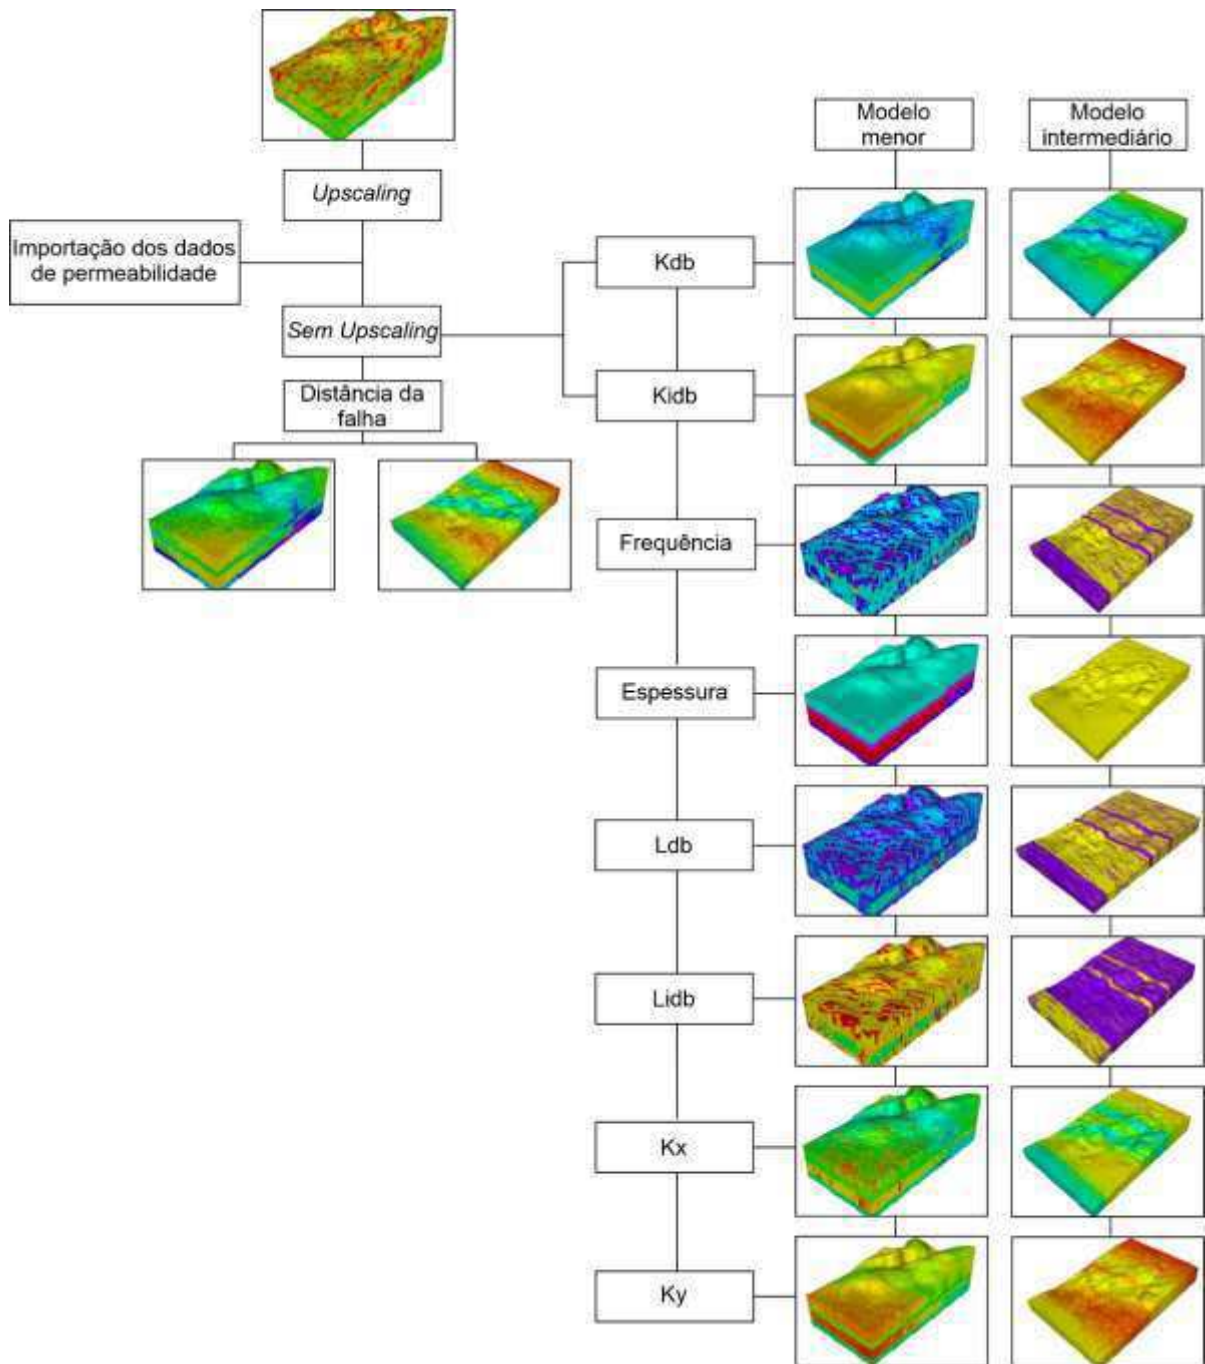 Upscaling
Importação dos dados
de permeabilidade
Sem Upscaling
Distância da
falha
Modelo
menor
Modelo
intermediário
Kdb
Kidb
Frequência
Espessura
Ldb
Lidb
Kx
Ky